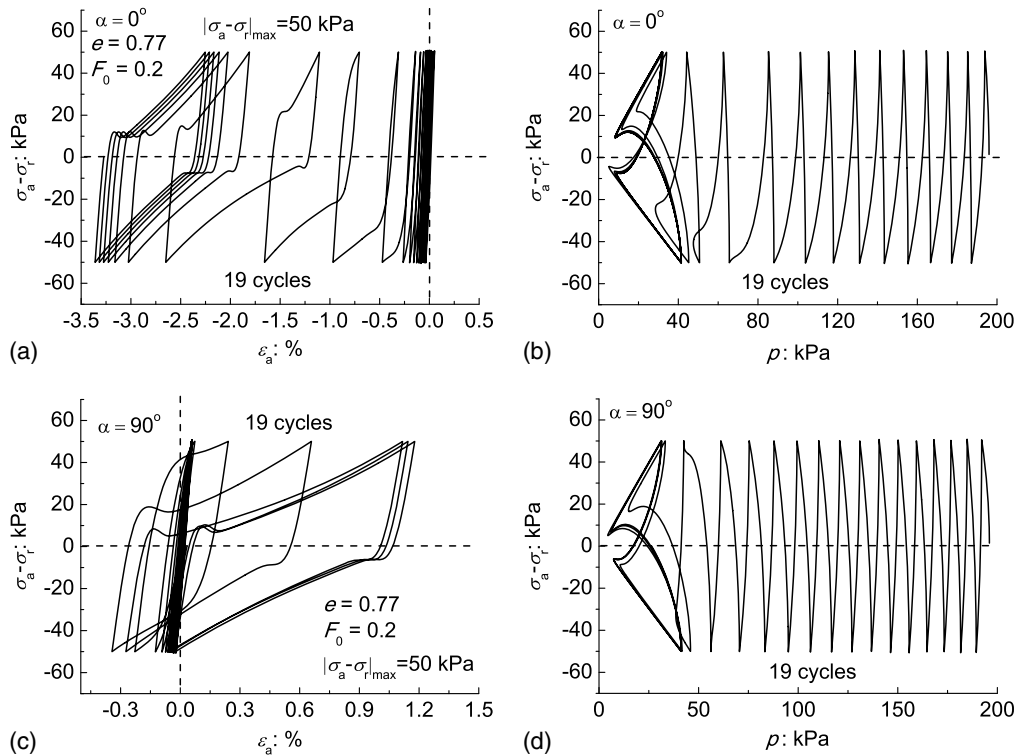 60
40
20
0
-20
-40
-60
σa-σr: kPa
α = 0°
e = 0.77
F0 = 0.2
|σa-σr|max=50 kPa
19 cycles
-3.5 -3.0 -2.5 -2.0 -1.5 -1.0 -0.5 0.0 0.5
εa: %
(a)
60
40
20
0
-20
-40
-60
σa-σr: kPa
α = 0°
19 cycles
0 40 80 120 160 200
p: kPa
(b)
60
40
20
0
-20
-40
-60
σa-σr: kPa
α = 90°
19 cycles
e = 0.77
F0 = 0.2
|σa-σr|max=50 kPa
-0.3 0.0 0.3 0.6 0.9 1.2 1.5
εa: %
(c)
60
40
20
0
-20
-40
-60
σa-σr: kPa
α = 90°
19 cycles
0 50 100 150 200
p: kPa
(d)